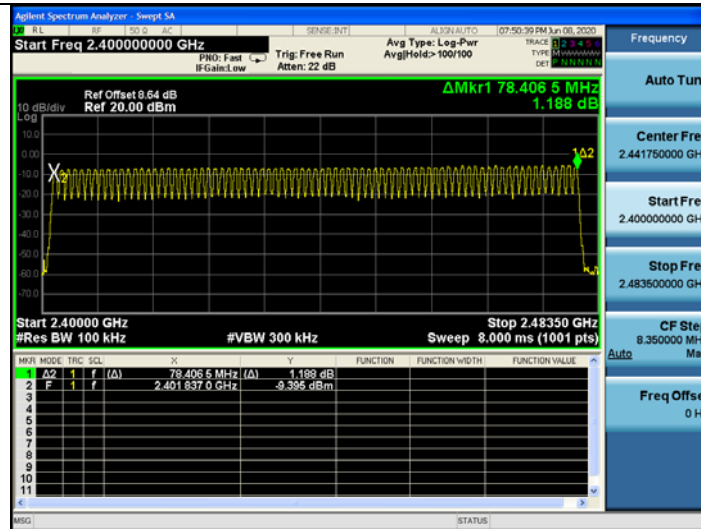 Agilent Spectrum Analyzer - Swept SA
RL RF 50 Ω AC SENSE:INT ALIGNAUTO 07:50:39 PM Jun 08, 2020
Start Freq 2.400000000 GHz
PNO: Fast
IFGain:Low
Trig: Free Run
Atten: 22 dB
Avg Type: Log-Pwr
Avg|Hold:> 100/100
TRACE 1 2 3 4 5 6
TYPE M
DET P N N N N N
Ref Offset 8.64 dB
10 dB/div Ref 20.00 dBm
Log
ΔMkr1 78.406 5 MHz
1.188 dB
10.0
0.00
-10.0
-20.0
-30.0
-40.0
-50.0
-60.0
-70.0
X2
1Δ2
Start 2.40000 GHz Stop 2.48350 GHz
#Res BW 100 kHz #VBW 300 kHz Sweep 8.000 ms (1001 pts)
MKR MODE TRC SCL X Y FUNCTION FUNCTION WIDTH FUNCTION VALUE
1 Δ2 1 f (Δ) 78.406 5 MHz (Δ) 1.188 dB
2 F 1 f 2.401 837 0 GHz -9.395 dBm
3
4
5
6
7
8
9
10
11
MSG STATUS
Frequency
Auto Tun
Center Fre
2.441750000 GH
Start Fre
2.400000000 GH
Stop Fre
2.483500000 GH
CF Ste
8.350000 MH
Auto Ma
Freq Offse
0 H